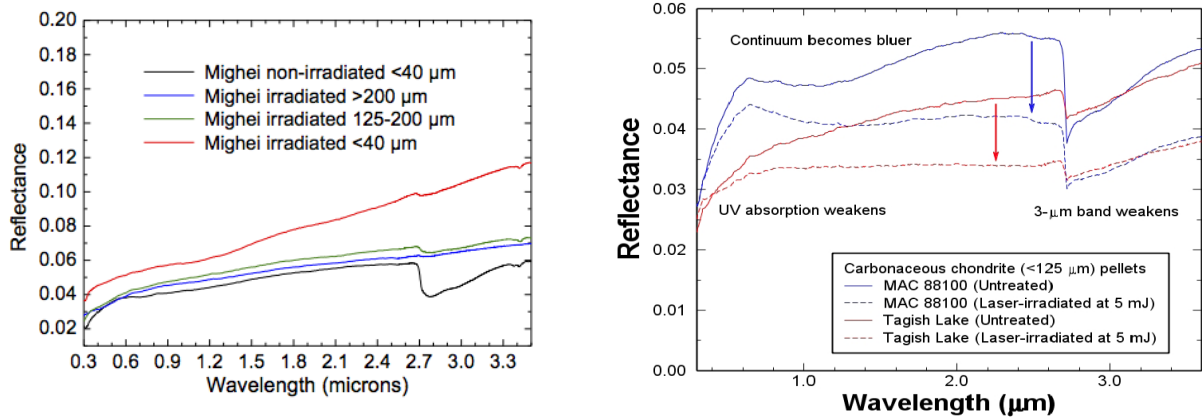 0.20
0.18
0.16
0.14
0.12
0.10
0.08
0.06
0.04
0.02
Reflectance
Mighei non-irradiated <40 µm
Mighei irradiated >200 µm
Mighei irradiated 125-200 µm
Mighei irradiated <40 µm
0.3 0.6 0.9 1.2 1.5 1.8 2.1 2.4 2.7 3.0 3.3
Wavelength (microns)
0.06
0.05
0.04
0.03
0.02
0.01
0.00
Reflectance
Continuum becomes bluer
UV absorption weakens
3-µm band weakens
Carbonaceous chondrite (<125 µm) pellets
MAC 88100 (Untreated)
MAC 88100 (Laser-irradiated at 5 mJ)
Tagish Lake (Untreated)
Tagish Lake (Laser-irradiated at 5 mJ)
1.0 2.0 3.0
Wavelength (µm)